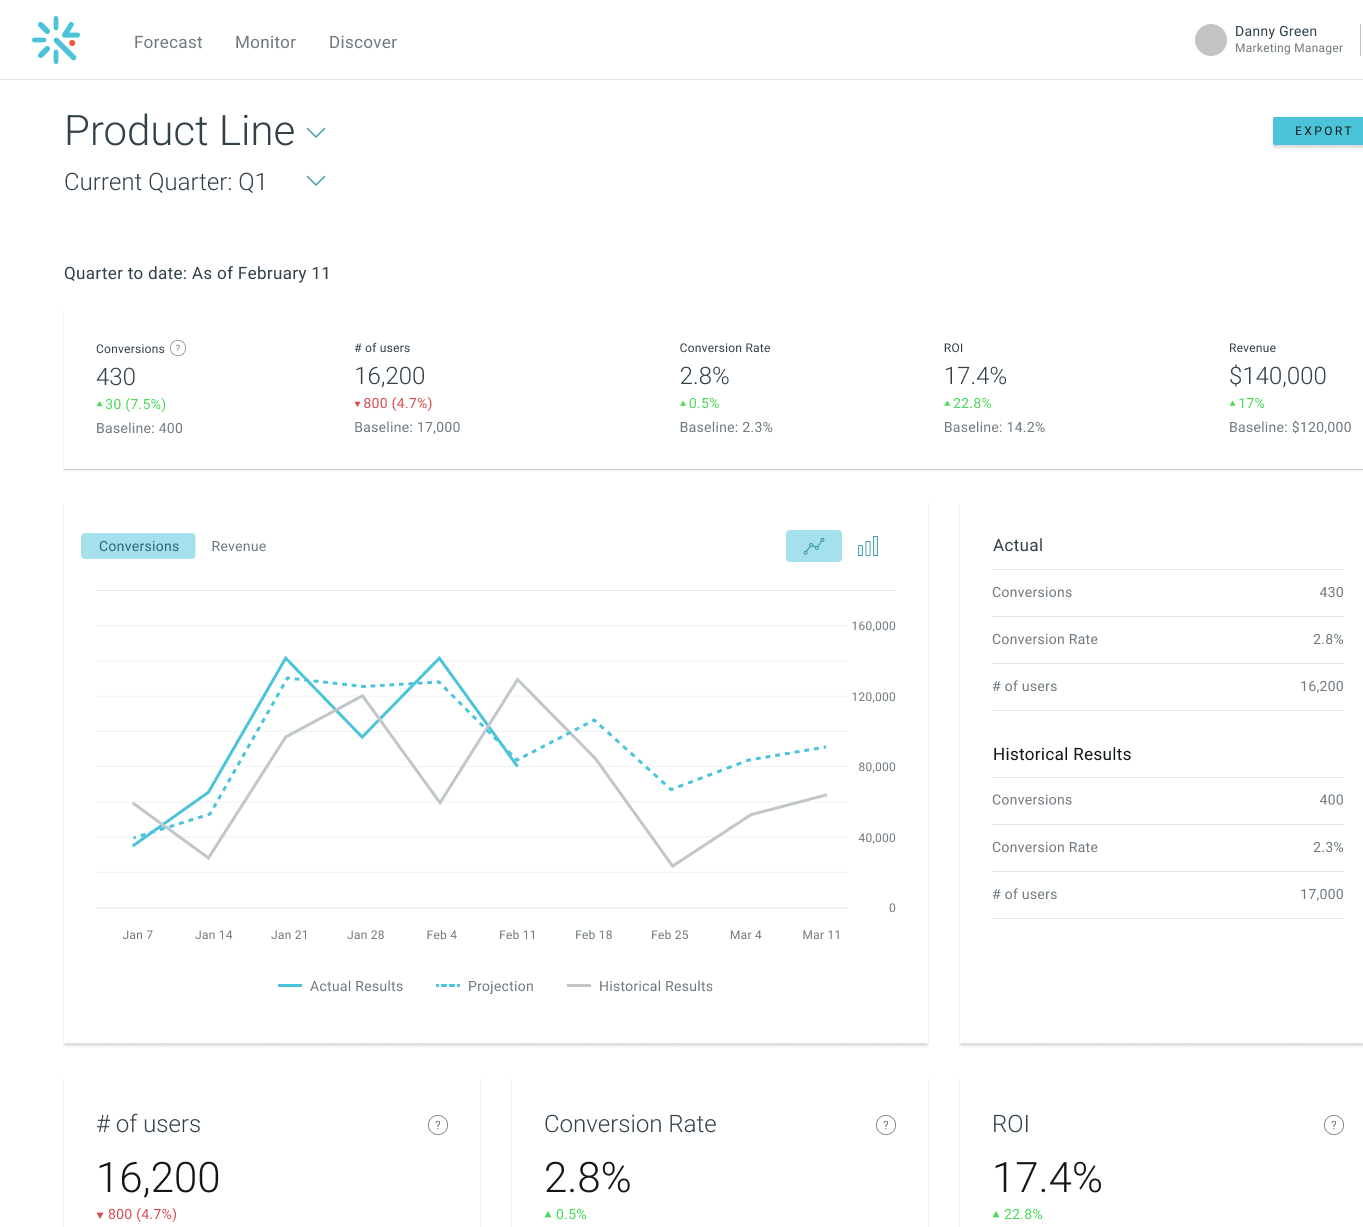 Forecast Monitor Discover
Danny Green
Marketing Manager
Product Line
EXPORT
Current Quarter: Q1
Quarter to date: As of February 11
Conversions ?
430
30 (7.5%)
Baseline: 400
# of users
16,200
800 (4.7%)
Baseline: 17,000
Conversion Rate
2.8%
0.5%
Baseline: 2.3%
ROI
17.4%
22.8%
Baseline: 14.2%
Revenue
$140,000
17%
Baseline: $120,000
Conversions Revenue
160,000
120,000
80,000
40,000
0
Jan 7 Jan 14 Jan 21 Jan 28 Feb 4 Feb 11 Feb 18 Feb 25 Mar 4 Mar 11
Actual Results Projection Historical Results
Actual
Conversions 430
Conversion Rate 2.8%
# of users 16,200
Historical Results
Conversions 400
Conversion Rate 2.3%
# of users 17,000
# of users ?
16,200
800 (4.7%)
Conversion Rate ?
2.8%
0.5%
ROI ?
17.4%
22.8%